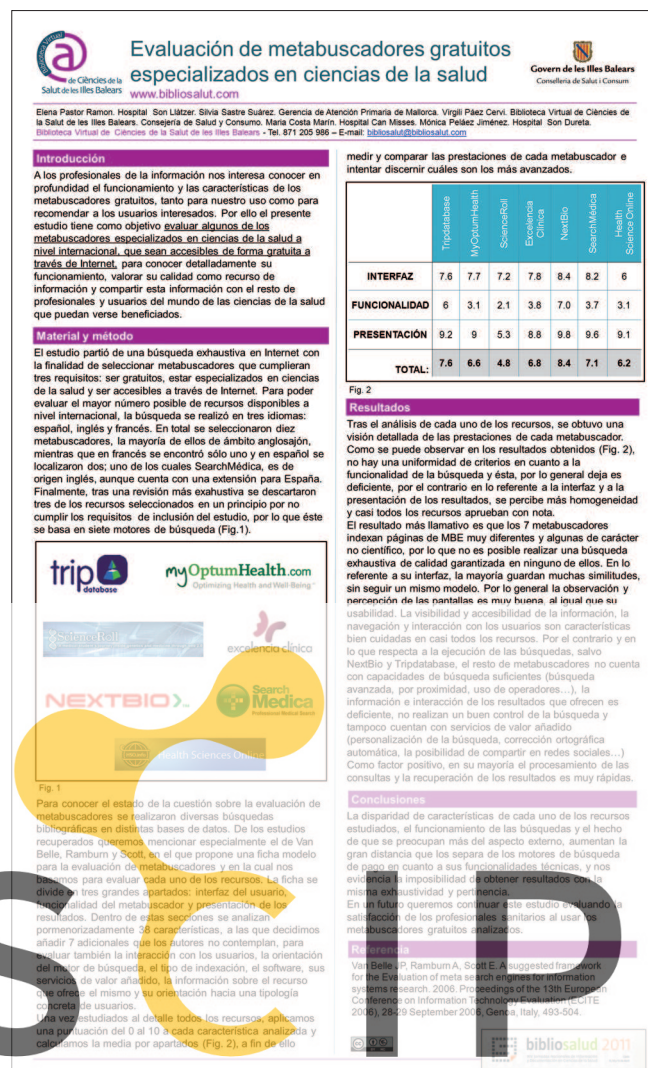 Biblioteca Virtual
de Ciències de la
Salut de les Illes Balears
Evaluación de metabuscadores gratuitos
especializados en ciencias de la salud
www.bibliosalut.com
Govern de les Illes Balears
Conselleria de Salut i Consum
Elena Pastor Ramon. Hospital Son Llàtzer. Silvia Sastre Suárez. Gerencia de Atención Primaria de Mallorca. Virgili Páez Cervi. Biblioteca Virtual de Ciències de
la Salut de les Illes Balears. Consejería de Salud y Consumo. Maria Costa Marín. Hospital Can Misses. Mónica Peláez Jiménez. Hospital Son Dureta.
Biblioteca Virtual de Ciències de la Salut de les Illes Balears - Tel. 871 205 986 – E-mail: bibliosalut@bibliosalut.com
Introducción
A los profesionales de la información nos interesa conocer en
profundidad el funcionamiento y las características de los
metabuscadores gratuitos, tanto para nuestro uso como para
recomendar a los usuarios interesados. Por ello el presente
estudio tiene como objetivo evaluar algunos de los
metabuscadores especializados en ciencias de la salud a
nivel internacional, que sean accesibles de forma gratuita a
través de Internet, para conocer detalladamente su
funcionamiento, valorar su calidad como recurso de
información y compartir esta información con el resto de
profesionales y usuarios del mundo de las ciencias de la salud
que puedan verse beneficiados.
Material y método
El estudio partió de una búsqueda exhaustiva en Internet con
la finalidad de seleccionar metabuscadores que cumplieran
tres requisitos: ser gratuitos, estar especializados en ciencias
de la salud y ser accesibles a través de Internet. Para poder
evaluar el mayor número posible de recursos disponibles a
nivel internacional, la búsqueda se realizó en tres idiomas:
español, inglés y francés. En total se seleccionaron diez
metabuscadores, la mayoría de ellos de ámbito anglosajón,
mientras que en francés se encontró sólo uno y en español se
localizaron dos; uno de los cuales SearchMédica, es de
origen inglés, aunque cuenta con una extensión para España.
Finalmente, tras una revisión más exahustiva se descartaron
tres de los recursos seleccionados en un principio por no
cumplir los requisitos de inclusión del estudio, por lo que éste
se basa en siete motores de búsqueda (Fig.1).
trip
database
myOptumHealth.com
Optimizing Health and Well-Being
ScienceRoll
excelencia clínica
NEXTBIO
Search
Medica
Professional Medical Search
Health Sciences Online
Fig. 1
Para conocer el estado de la cuestión sobre la evaluación de
metabuscadores se realizaron diversas búsquedas
bibliográficas en distintas bases de datos. De los estudios
recuperados queremos mencionar especialmente el de Van
Belle, Ramburn y Scott, en el que propone una ficha modelo
para la evaluación de metabuscadores y en la cual nos
basamos para evaluar cada uno de los recursos. La ficha se
divide en tres grandes apartados: interfaz del usuario,
funcionalidad del metabuscador y presentación de los
resultados. Dentro de estas secciones se analizan
pormenorizadamente 36 características, a las que decidimos
añadir 7 adicionales que los autores no contemplan, para
evaluar también la interacción con los usuarios, la orientación
del motor de búsqueda, el tipo de indexación, el software, sus
servicios de valor añadido, la información sobre el recurso
que ofrece el mismo y su orientación hacia una tipología
concreta de usuarios.
Una vez estudiados al detalle todos los recursos, aplicamos
una puntuación del 0 al 10 a cada característica analizada y
calculamos la media por apartados (Fig. 2), a fin de ello
medir y comparar las prestaciones de cada metabuscador e
intentar discernir cuáles son los más avanzados.
Tripdatabase MyOptumHealth ScienceRoll Excelencia Clínica NextBio SearchMédica Health Science Online
INTERFAZ 7.6 7.7 7.2 7.8 8.4 8.2 6
FUNCIONALIDAD 6 3.1 2.1 3.8 7.0 3.7 3.1
PRESENTACIÓN 9.2 9 5.3 8.8 9.8 9.6 9.1
TOTAL: 7.6 6.6 4.8 6.8 8.4 7.1 6.2
Fig. 2
Resultados
Tras el análisis de cada uno de los recursos, se obtuvo una
visión detallada de las prestaciones de cada metabuscador.
Como se puede observar en los resultados obtenidos (Fig. 2),
no hay una uniformidad de criterios en cuanto a la
funcionalidad de la búsqueda y ésta, por lo general deja es
deficiente, por el contrario en lo referente a la interfaz y a la
presentación de los resultados, se percibe más homogeneidad
y casi todos los recursos aprueban con nota.
El resultado más llamativo es que los 7 metabuscadores
indexan páginas de MBE muy diferentes y algunas de carácter
no científico, por lo que no es posible realizar una búsqueda
exhaustiva de calidad garantizada en ninguno de ellos. En lo
referente a su interfaz, la mayoría guardan muchas similitudes,
sin seguir un mismo modelo. Por lo general la observación y
percepción de las pantallas es muy buena, al igual que su
usabilidad. La visibilidad y accesibilidad de la información, la
navegación y interacción con los usuarios son características
bien cuidadas en casi todos los recursos. Por el contrario y en
lo que respecta a la ejecución de las búsquedas, salvo
NextBio y Tripdatabase, el resto de metabuscadores no cuenta
con capacidades de búsqueda suficientes (búsqueda
avanzada, por proximidad, uso de operadores…), la
información e interacción de los resultados que ofrecen es
deficiente, no realizan un buen control de la búsqueda y
tampoco cuentan con servicios de valor añadido
(personalización de la búsqueda, corrección ortográfica
automática, la posibilidad de compartir en redes sociales…)
Como factor positivo, en su mayoría el procesamiento de las
consultas y la recuperación de los resultados es muy rápidas.
Conclusiones
La disparidad de características de cada uno de los recursos
estudiados, el funcionamiento de las búsquedas y el hecho
de que se preocupan más del aspecto externo, aumentan la
gran distancia que los separa de los motores de búsqueda
de pago en cuanto a sus funcionalidades técnicas, y nos
evidencia la imposibilidad de obtener resultados con la
misma exhaustividad y pertinencia.
En un futuro queremos continuar este estudio evaluando la
satisfacción de los profesionales sanitarios al usar los
metabuscadores gratuitos analizados.
Referencia
Van Belle JP, Ramburn A, Scott E. A suggested framework
for the Evaluation of meta search engines for information
systems research. 2006. Proceedings of the 13th European
Conference on Information Technology Evaluation (ECITE
2006), 28-29 September 2006, Genoa, Italy, 493-504.
bibliosalud 2011